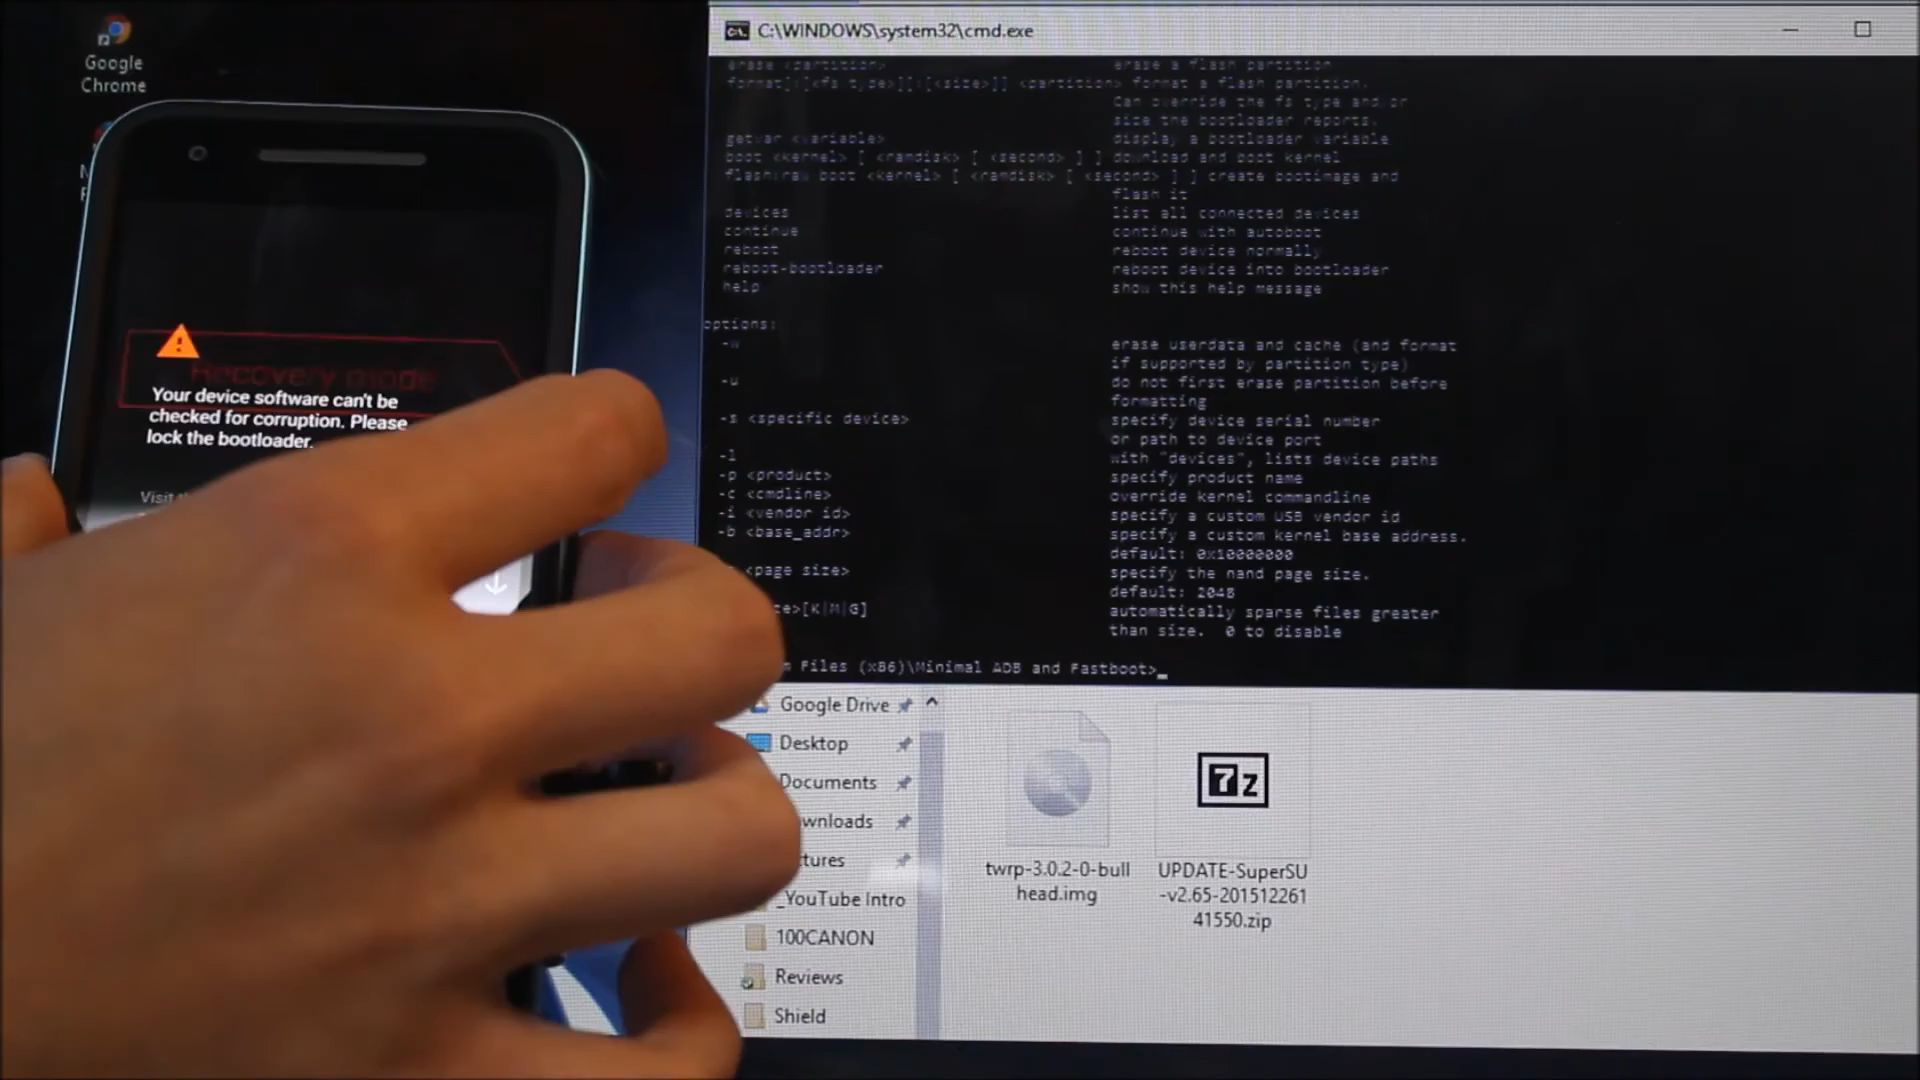 Google
Chrome
Recovery mode
Your device software can't be
checked for corruption. Please
lock the bootloader.
C:\WINDOWS\system32\cmd.exe
erase <partition> erase a flash partition
format[:[<fs type>][:[<size>]] <partition> format a flash partition.
Can override the fs type and/or
size the bootloader reports.
getvar <variable> display a bootloader variable
boot <kernel> [ <ramdisk> [ <second> ] ] download and boot kernel
flash:raw boot <kernel> [ <ramdisk> [ <second> ] ] create bootimage and
flash it
devices list all connected devices
continue continue with autoboot
reboot reboot device normally
reboot-bootloader reboot device into bootloader
help show this help message
options:
-w erase userdata and cache (and format
if supported by partition type)
-u do not first erase partition before
formatting
-s <specific device> specify device serial number
or path to device port
-l with "devices", lists device paths
-p <product> specify product name
-c <cmdline> override kernel commandline
-i <vendor id> specify a custom USB vendor id
-b <base_addr> specify a custom kernel base address.
default: 0x10000000
<page size> specify the nand page size.
default: 2048
ze>[K|M|G] automatically sparse files greater
than size. 0 to disable
m Files (x86)\Minimal ADB and Fastboot>_
Google Drive
Desktop
Documents
wnloads
tures
_YouTube Intro
100CANON
Reviews
Shield
twrp-3.0.2-0-bull
head.img
UPDATE-SuperSU
-v2.65-201512261
41550.zip